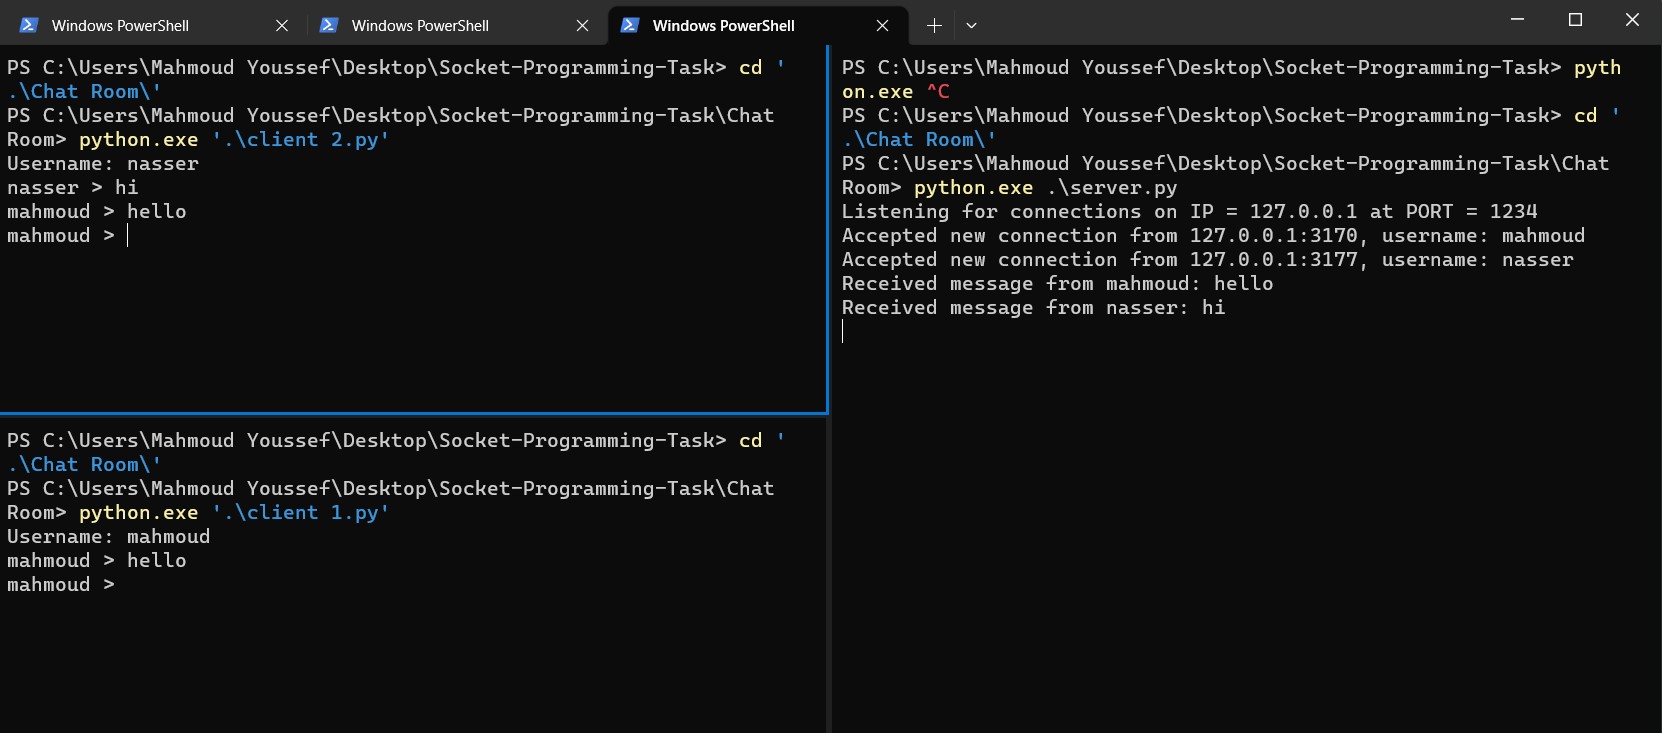 Windows PowerShell
Windows PowerShell
Windows PowerShell
PS C:\Users\Mahmoud Youssef\Desktop\Socket-Programming-Task> cd '
.\Chat Room\'
PS C:\Users\Mahmoud Youssef\Desktop\Socket-Programming-Task\Chat
Room> python.exe '.\client 2.py'
Username: nasser
nasser > hi
mahmoud > hello
mahmoud >
PS C:\Users\Mahmoud Youssef\Desktop\Socket-Programming-Task> cd '
.\Chat Room\'
PS C:\Users\Mahmoud Youssef\Desktop\Socket-Programming-Task\Chat
Room> python.exe '.\client 1.py'
Username: mahmoud
mahmoud > hello
mahmoud >
PS C:\Users\Mahmoud Youssef\Desktop\Socket-Programming-Task> pyth
on.exe ^C
PS C:\Users\Mahmoud Youssef\Desktop\Socket-Programming-Task> cd '
.\Chat Room\'
PS C:\Users\Mahmoud Youssef\Desktop\Socket-Programming-Task\Chat
Room> python.exe .\server.py
Listening for connections on IP = 127.0.0.1 at PORT = 1234
Accepted new connection from 127.0.0.1:3170, username: mahmoud
Accepted new connection from 127.0.0.1:3177, username: nasser
Received message from mahmoud: hello
Received message from nasser: hi